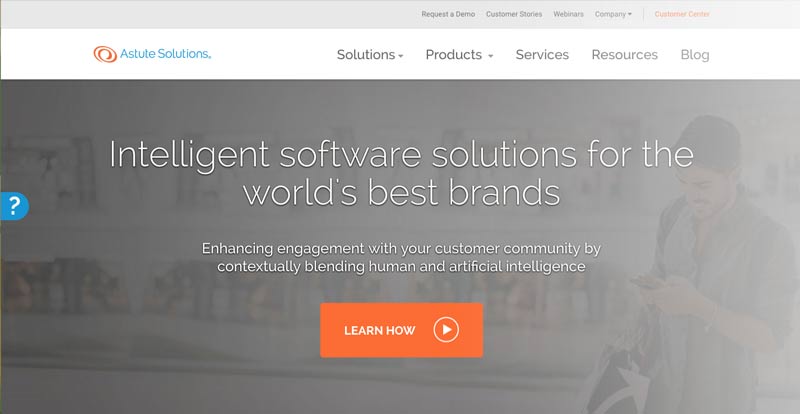 Request a Demo Customer Stories Webinars Company Customer Center
Astute Solutions Solutions Products Services Resources Blog
Intelligent software solutions for the
world's best brands
?
Enhancing engagement with your customer community by
contextually blending human and artificial intelligence
LEARN HOW